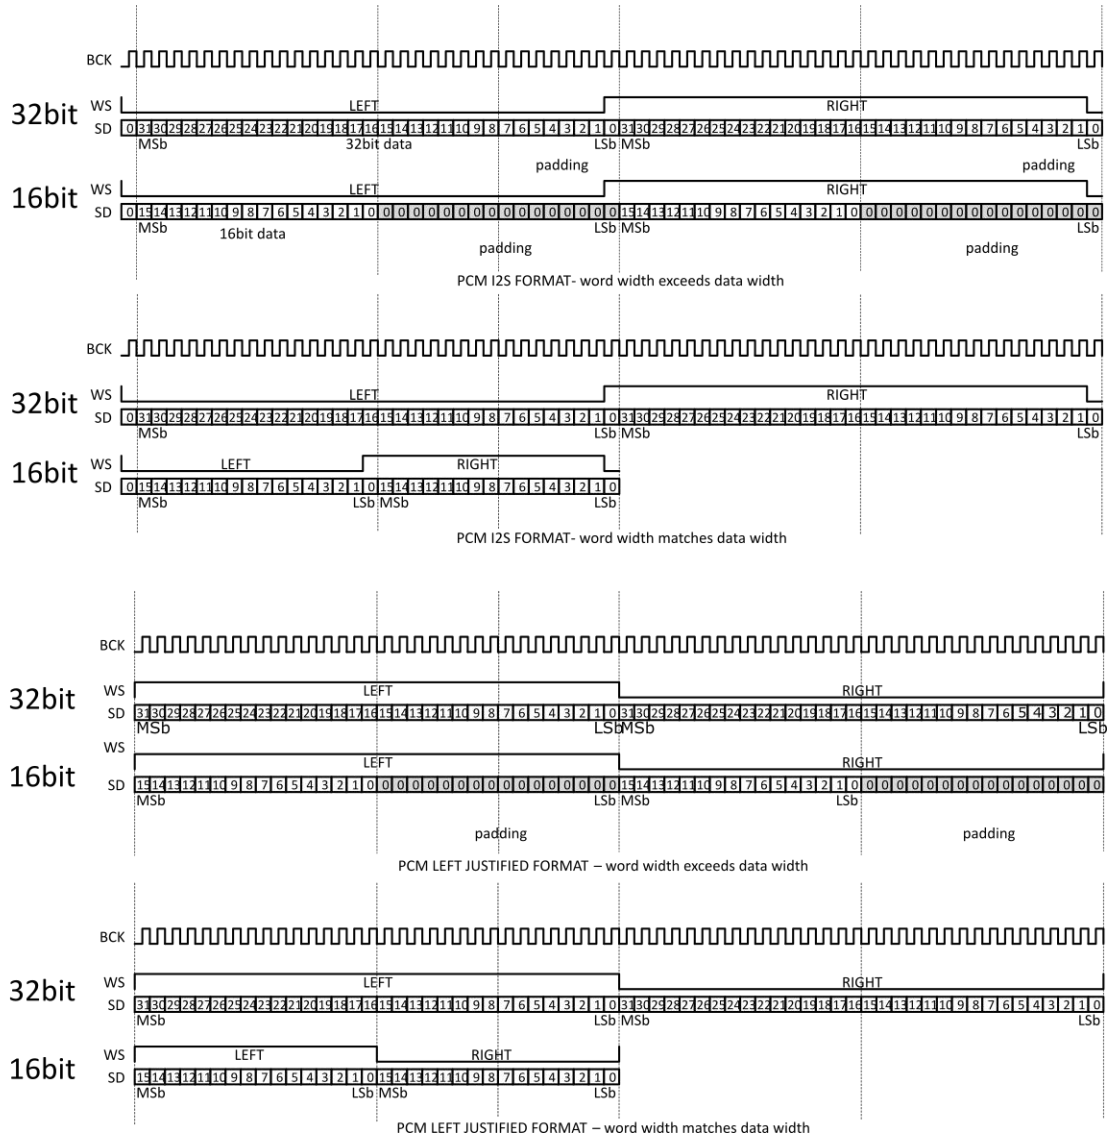 BCK
32bit WS LEFT RIGHT
SD 0 31 30 29 28 27 26 25 24 23 22 21 20 19 18 17 16 15 14 13 12 11 10 9 8 7 6 5 4 3 2 1 0 31 30 29 28 27 26 25 24 23 22 21 20 19 18 17 16 15 14 13 12 11 10 9 8 7 6 5 4 3 2 1 0
MSb 32bit data LSb MSb LSb
padding padding
16bit WS LEFT RIGHT
SD 0 15 14 13 12 11 10 9 8 7 6 5 4 3 2 1 0 0 0 0 0 0 0 0 0 0 0 0 0 0 0 0 0 15 14 13 12 11 10 9 8 7 6 5 4 3 2 1 0 0 0 0 0 0 0 0 0 0 0 0 0 0 0 0 0
MSb 16bit data LSb MSb LSb
padding padding
PCM I2S FORMAT- word width exceeds data width
BCK
32bit WS LEFT RIGHT
SD 0 31 30 29 28 27 26 25 24 23 22 21 20 19 18 17 16 15 14 13 12 11 10 9 8 7 6 5 4 3 2 1 0 31 30 29 28 27 26 25 24 23 22 21 20 19 18 17 16 15 14 13 12 11 10 9 8 7 6 5 4 3 2 1 0
MSb LSb MSb LSb
16bit WS LEFT RIGHT
SD 0 15 14 13 12 11 10 9 8 7 6 5 4 3 2 1 0 15 14 13 12 11 10 9 8 7 6 5 4 3 2 1 0
MSb LSb MSb LSb
PCM I2S FORMAT- word width matches data width
BCK
32bit WS LEFT RIGHT
SD 31 30 29 28 27 26 25 24 23 22 21 20 19 18 17 16 15 14 13 12 11 10 9 8 7 6 5 4 3 2 1 0 31 30 29 28 27 26 25 24 23 22 21 20 19 18 17 16 15 14 13 12 11 10 9 8 7 6 5 4 3 2 1 0
MSb LSb MSb LSb
16bit WS LEFT RIGHT
SD 15 14 13 12 11 10 9 8 7 6 5 4 3 2 1 0 0 0 0 0 0 0 0 0 0 0 0 0 0 0 0 0 15 14 13 12 11 10 9 8 7 6 5 4 3 2 1 0 0 0 0 0 0 0 0 0 0 0 0 0 0 0 0 0
MSb LSb MSb LSb
padding padding
PCM LEFT JUSTIFIED FORMAT – word width exceeds data width
BCK
32bit WS LEFT RIGHT
SD 31 30 29 28 27 26 25 24 23 22 21 20 19 18 17 16 15 14 13 12 11 10 9 8 7 6 5 4 3 2 1 0 31 30 29 28 27 26 25 24 23 22 21 20 19 18 17 16 15 14 13 12 11 10 9 8 7 6 5 4 3 2 1 0
MSb LSb MSb LSb
16bit WS LEFT RIGHT
SD 15 14 13 12 11 10 9 8 7 6 5 4 3 2 1 0 15 14 13 12 11 10 9 8 7 6 5 4 3 2 1 0
MSb LSb MSb LSb
PCM LEFT JUSTIFIED FORMAT – word width matches data width